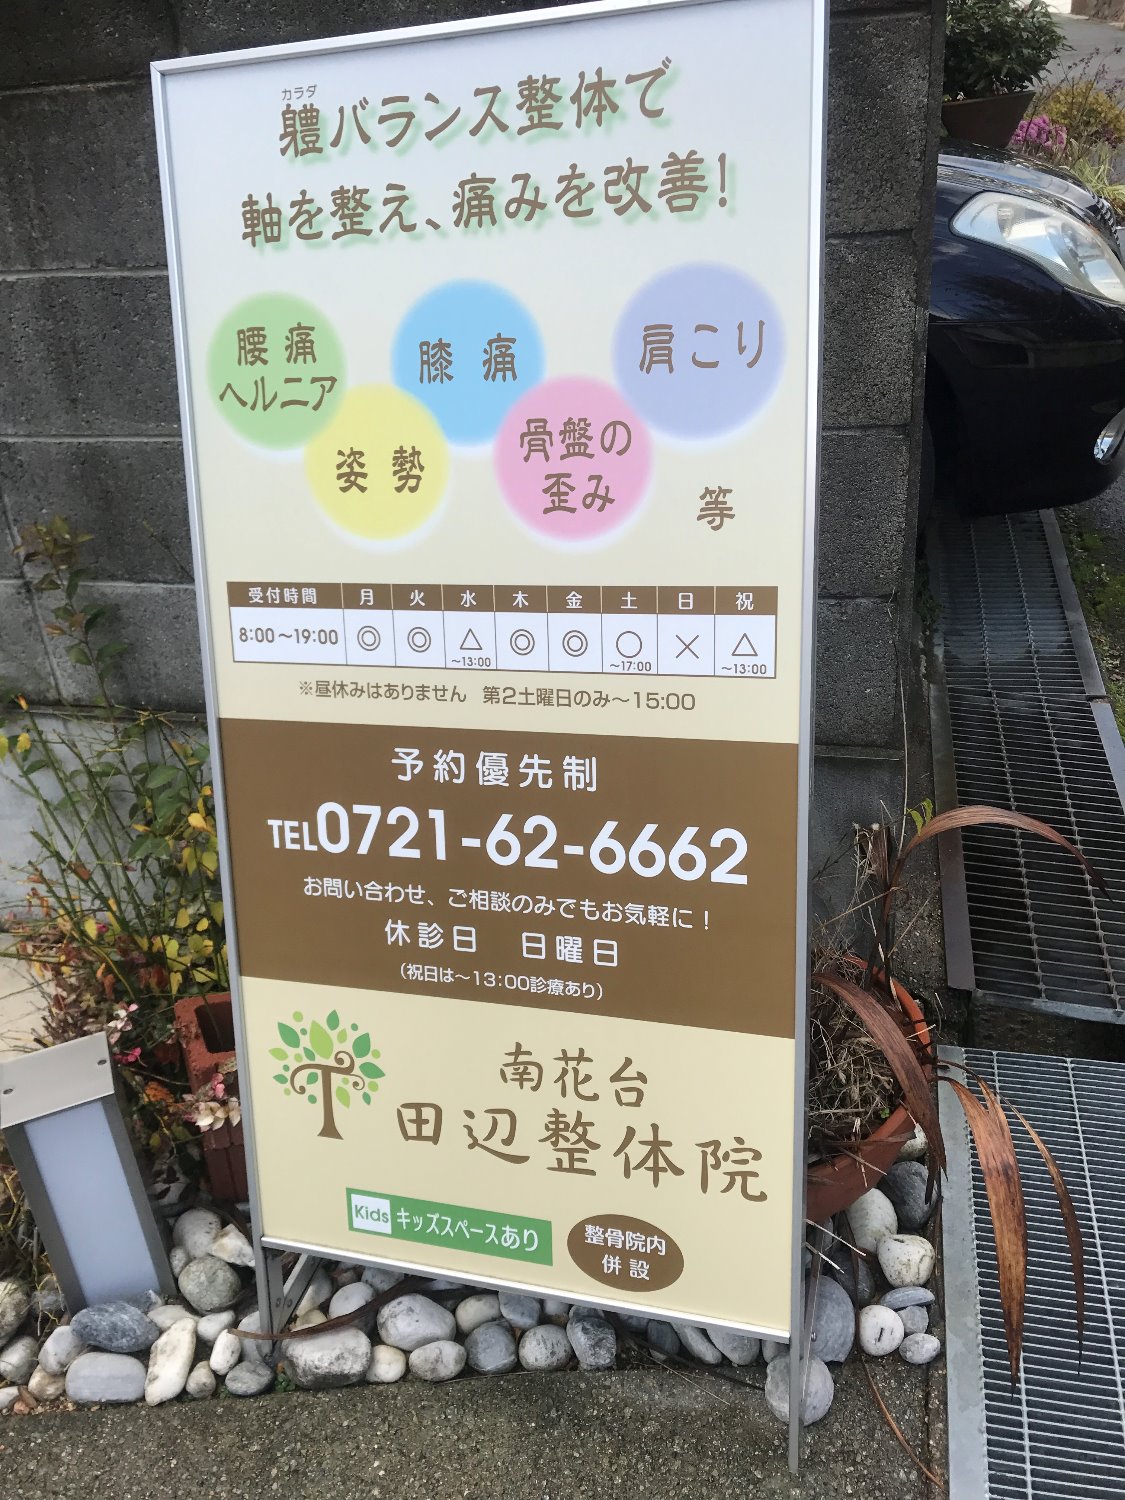 カラダ
軆バランス整体で
軸を整え、痛みを改善!
腰痛
ヘルニア
膝痛
肩こり
姿勢
骨盤の
歪み
等
受付時間 月 火 水 木 金 土 日 祝
8:00～19:00 ◎ ◎ △ ◎ ◎ ○ × △
～13:00 ～17:00 ～13:00
※昼休みはありません 第2土曜日のみ～15:00
予約優先制
TEL0721-62-6662
お問い合わせ、ご相談のみでもお気軽に！
休診日 日曜日
(祝日は～13:00診療あり)
南花台
田辺整体院
Kids キッズスペースあり
整骨院内
併設